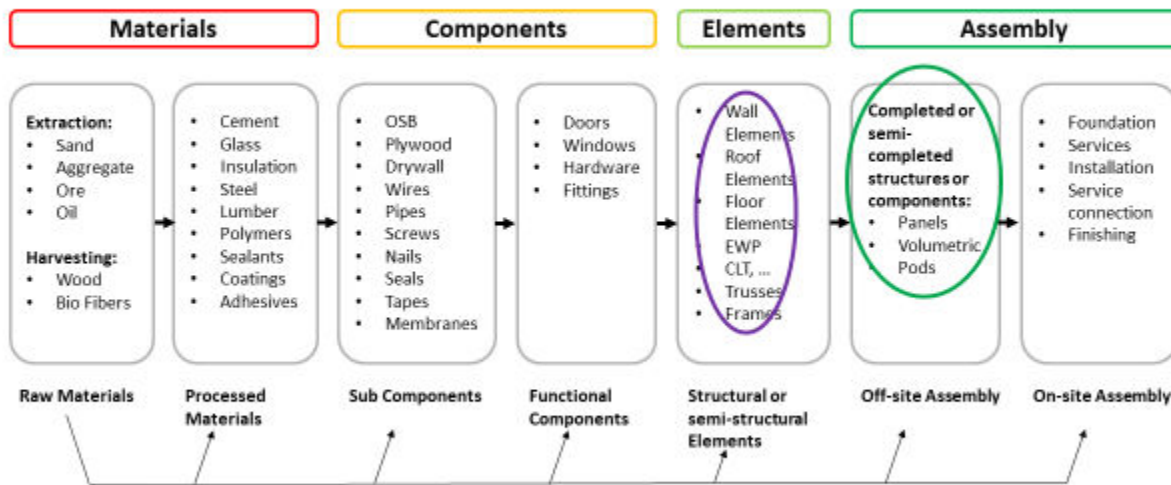 Materials
Components
Elements
Assembly
Extraction:
• Sand
• Aggregate
• Ore
• Oil
Harvesting:
• Wood
• Bio Fibers
• Cement
• Glass
• Insulation
• Steel
• Lumber
• Polymers
• Sealants
• Coatings
• Adhesives
• OSB
• Plywood
• Drywall
• Wires
• Pipes
• Screws
• Nails
• Seals
• Tapes
• Membranes
• Doors
• Windows
• Hardware
• Fittings
• Wall
Elements
• Roof
Elements
• Floor
Elements
• EWP
• CLT, ...
• Trusses
• Frames
Completed or
semi-
completed
structures or
components:
• Panels
• Volumetric
• Pods
• Foundation
• Services
• Installation
• Service
connection
• Finishing
Raw Materials
Processed
Materials
Sub Components
Functional
Components
Structural or
semi-structural
Elements
Off-site Assembly
On-site Assembly